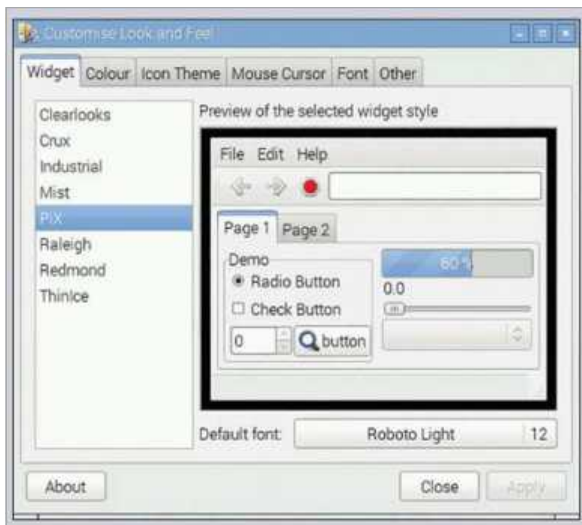 Customise Look and Feel
Widget Colour Icon Theme Mouse Cursor Font Other
Clearlooks
Crux
Industrial
Mist
PiX
Raleigh
Redmond
ThinIce
Preview of the selected widget style
File Edit Help
Page 1 Page 2
Demo
Radio Button
Check Button
0 button
60 %
0.0
Default font: Roboto Light 12
About Close Apply